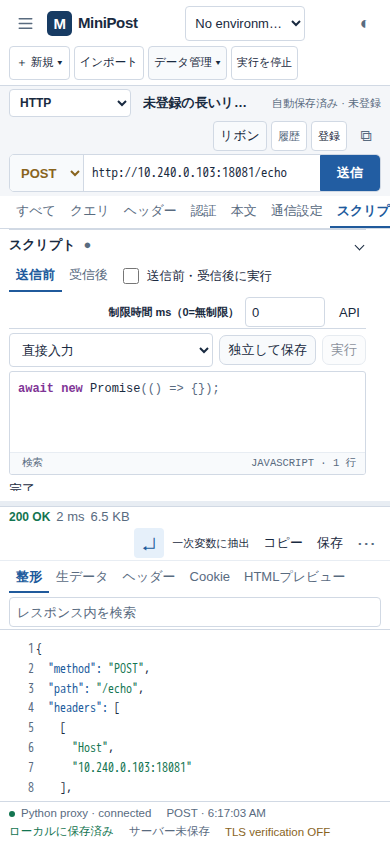 M MiniPost No environm…
＋ 新規 ▾ インポート データ管理 ▾ 実行を停止
HTTP 未登録の長いリ… 自動保存済み · 未登録
リボン 履歴 登録
POST http://10.240.0.103:18081/echo 送信
すべて クエリ ヘッダー 認証 本文 通信設定 スクリプ
スクリプト ●
送信前 受信後 送信前・受信後に実行
制限時間 ms（0=無制限） 0 API
直接入力 独立して保存 実行
await new Promise(() => {});
検索 JAVASCRIPT · 1 行
完了
200 OK 2 ms 6.5 KB
一次変数に抽出 コピー 保存 ···
整形 生データ ヘッダー Cookie HTMLプレビュー
レスポンス内を検索
1 {
2 "method": "POST",
3 "path": "/echo",
4 "headers": [
5 [
6 "Host",
7 "10.240.0.103:18081"
8 ],
Python proxy · connected POST · 6:17:03 AM
ローカルに保存済み サーバー未保存 TLS verification OFF